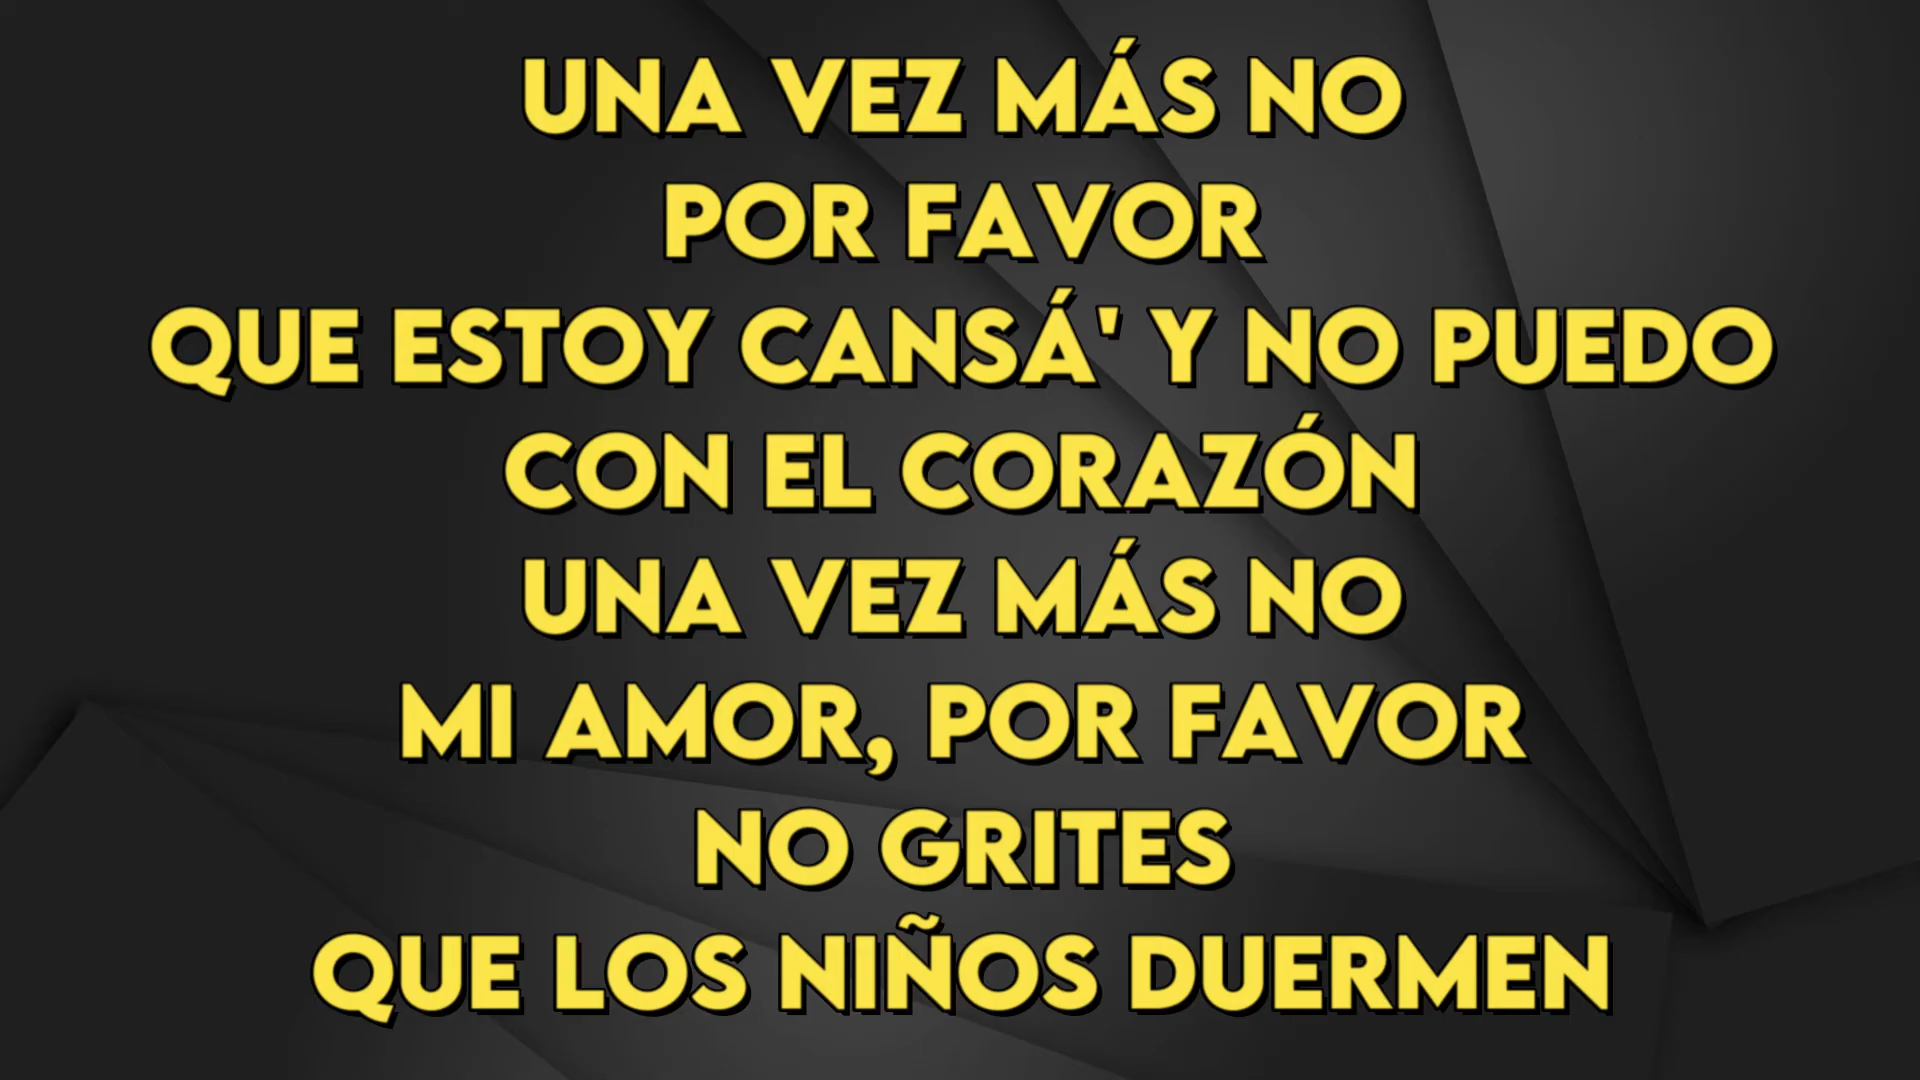 UNA VEZ MÁS NO
POR FAVOR
QUE ESTOY CANSÁ' Y NO PUEDO
CON EL CORAZÓN
UNA VEZ MÁS NO
MI AMOR, POR FAVOR
NO GRITES
QUE LOS NIÑOS DUERMEN